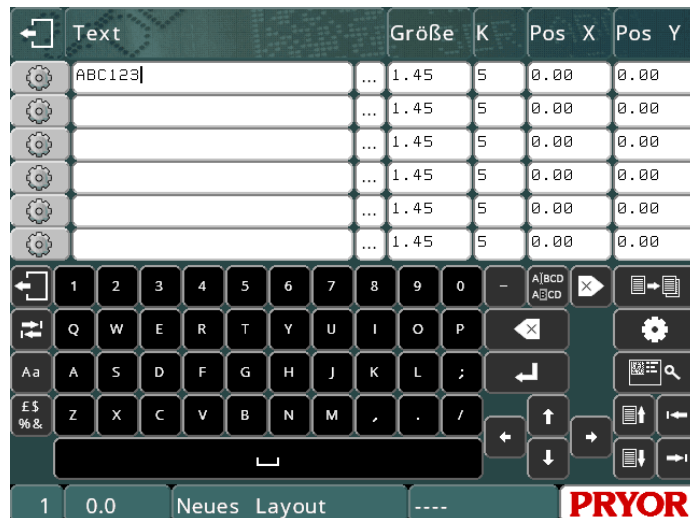 Text Größe K Pos X Pos Y
ABC123 ... 1.45 5 0.00 0.00
... 1.45 5 0.00 0.00
... 1.45 5 0.00 0.00
... 1.45 5 0.00 0.00
... 1.45 5 0.00 0.00
... 1.45 5 0.00 0.00
1 2 3 4 5 6 7 8 9 0 - A|BCD
ABCD
Q W E R T Y U I O P
Aa A S D F G H J K L ;
£$
%& Z X C V B N M , . /
1 0.0 Neues Layout ---- PRYOR